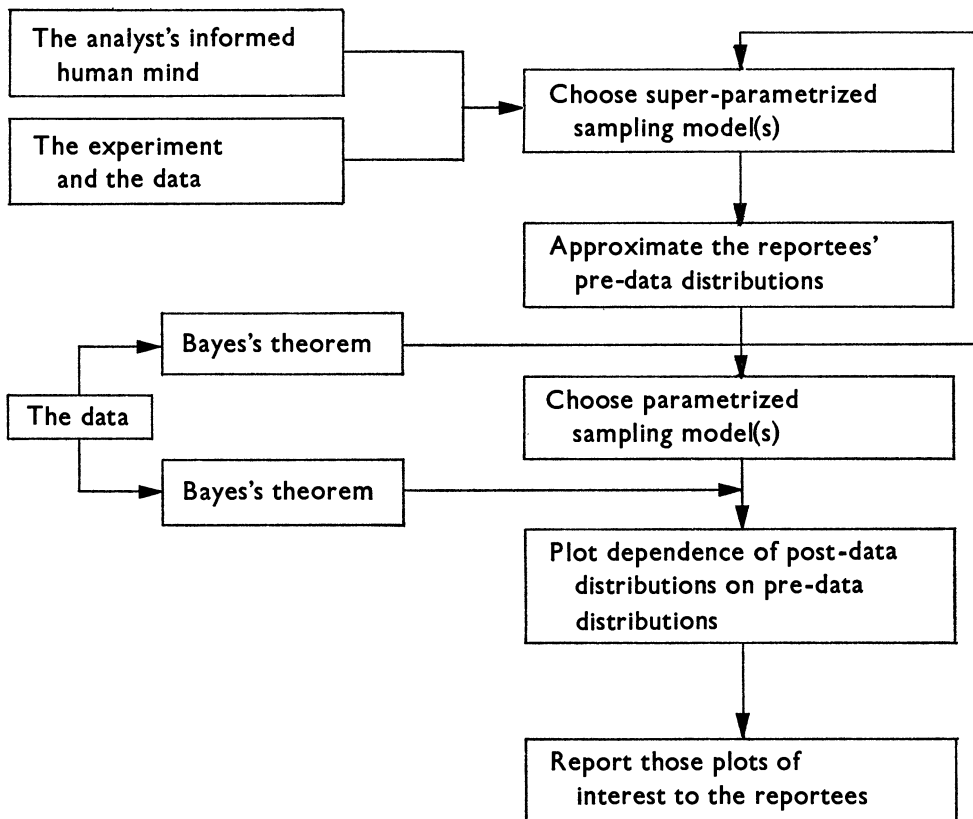 The analyst's informed
human mind
The experiment
and the data
Choose super-parametrized
sampling model(s)
Approximate the reportees'
pre-data distributions
Bayes's theorem
The data
Choose parametrized
sampling model(s)
Bayes's theorem
Plot dependence of post-data
distributions on pre-data
distributions
Report those plots of
interest to the reportees